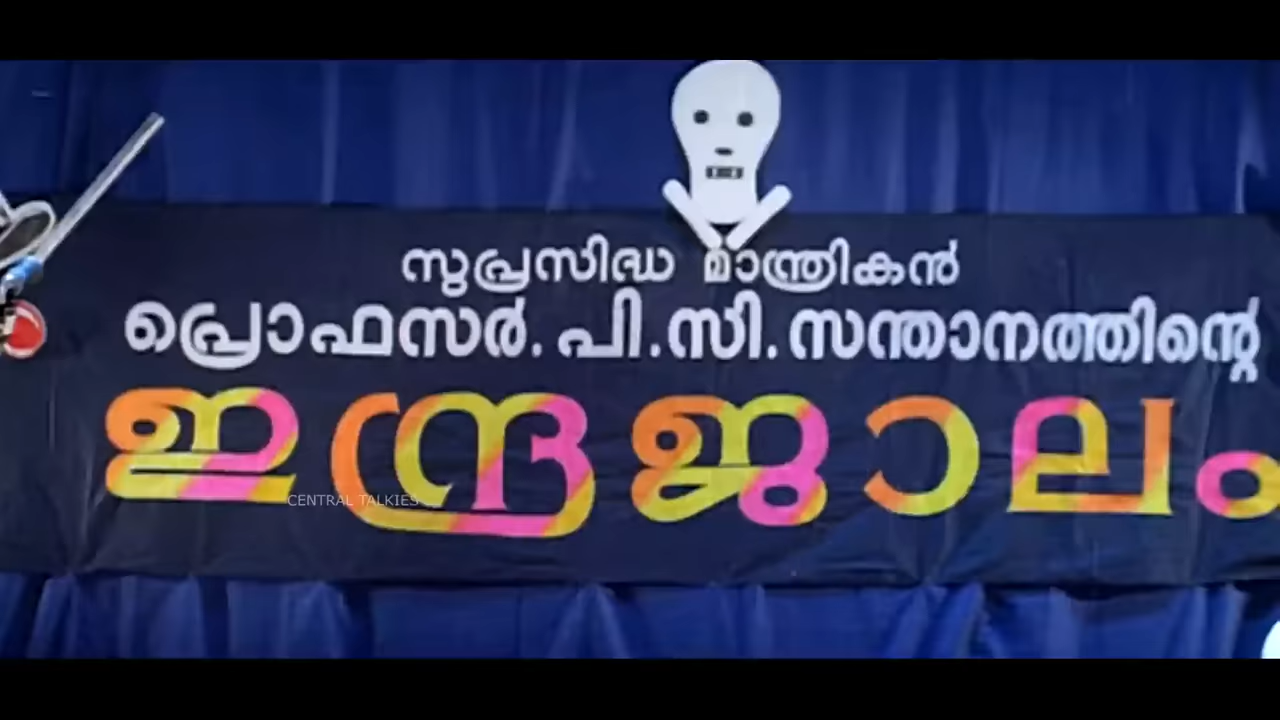 സുപ്രസിദ്ധ മാന്ത്രികൻ
പ്രൊഫസർ. പി.സി.സന്താനത്തിന്റെ
ഇന്ദ്രജാലം
CENTRAL TALKIES